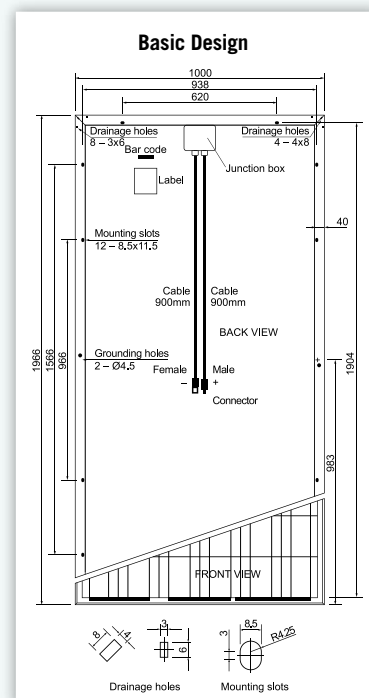 Basic Design
1000
938
620
Drainage holes
8 – 3x6
Drainage holes
4 – 4x8
Bar code
Junction box
Label
Mounting slots
12 – 8.5x11.5
40
Cable
900mm
Cable
900mm
BACK VIEW
1966
1566
966
1904
Grounding holes
2 – Ø4.5
Female
–
Male
+
Connector
983
FRONT VIEW
8
4
3
6
3
8.5
R4.25
Drainage holes
Mounting slots